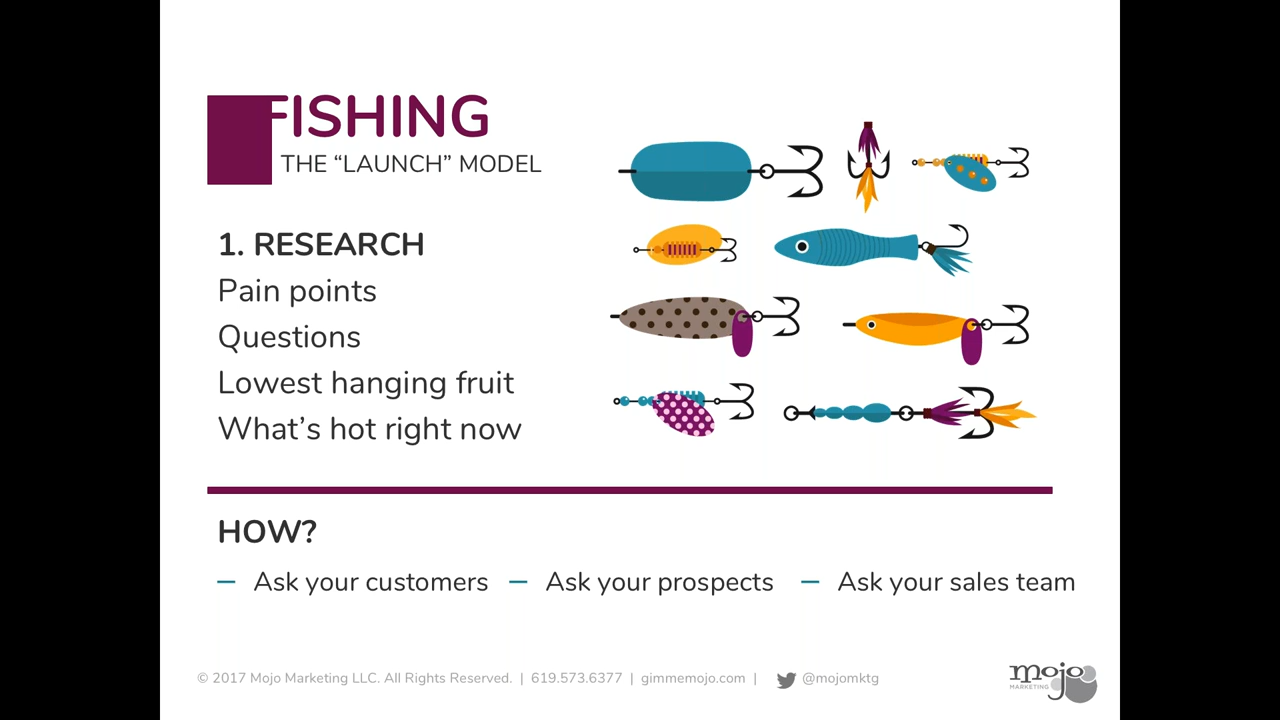 FISHING
THE “LAUNCH” MODEL
1. RESEARCH
Pain points
Questions
Lowest hanging fruit
What’s hot right now
HOW?
– Ask your customers – Ask your prospects – Ask your sales team
© 2017 Mojo Marketing LLC. All Rights Reserved. | 619.573.6377 | gimmemojo.com | @mojomktg
mojo
MARKETING